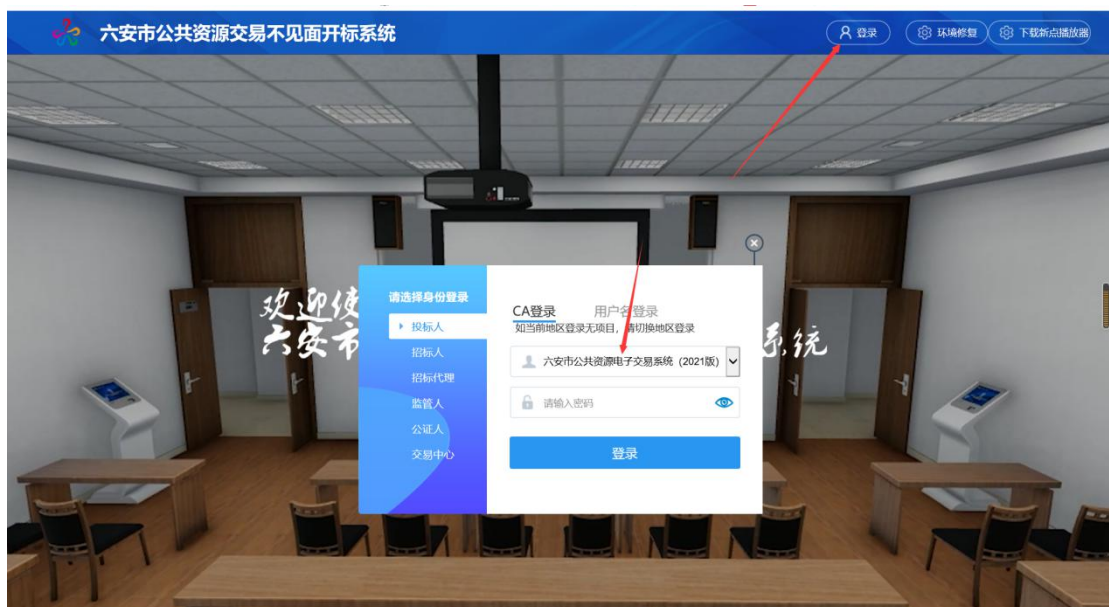 六安市公共资源交易不见面开标系统
登录
环境修复
下载新点播放器
欢迎使
六安市
系统
请选择身份登录
投标人
招标人
招标代理
监管人
公证人
交易中心
CA登录 用户名登录
如当前地区登录无项目，请切换地区登录
六安市公共资源电子交易系统（2021版）
请输入密码
登录